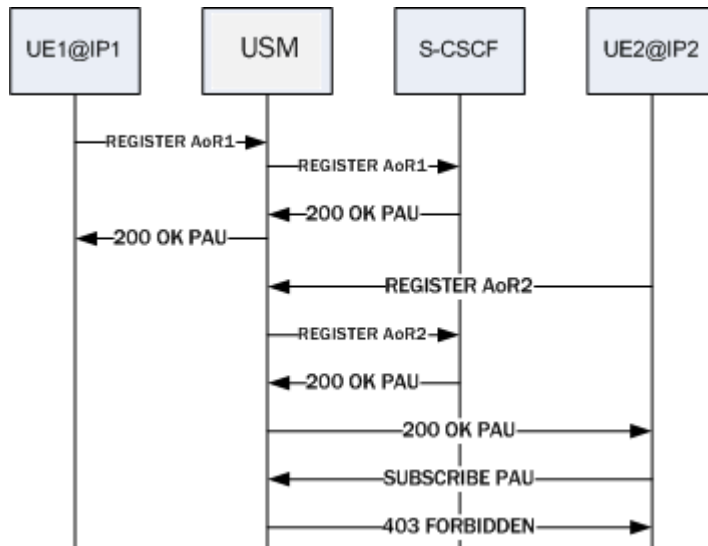 UE1@IP1
USM
S-CSCF
UE2@IP2
REGISTER AoR1
REGISTER AoR1
200 OK PAU
200 OK PAU
REGISTER AoR2
REGISTER AoR2
200 OK PAU
200 OK PAU
SUBSCRIBE PAU
403 FORBIDDEN